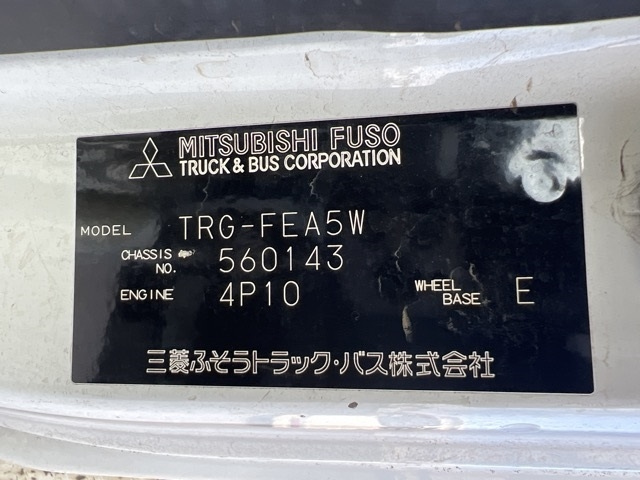 MITSUBISHI FUSO
TRUCK & BUS CORPORATION
MODEL TRG-FEA5W
CHASSIS NO. 560143
ENGINE 4P10 WHEEL BASE E
三菱ふそうトラック・バス株式会社